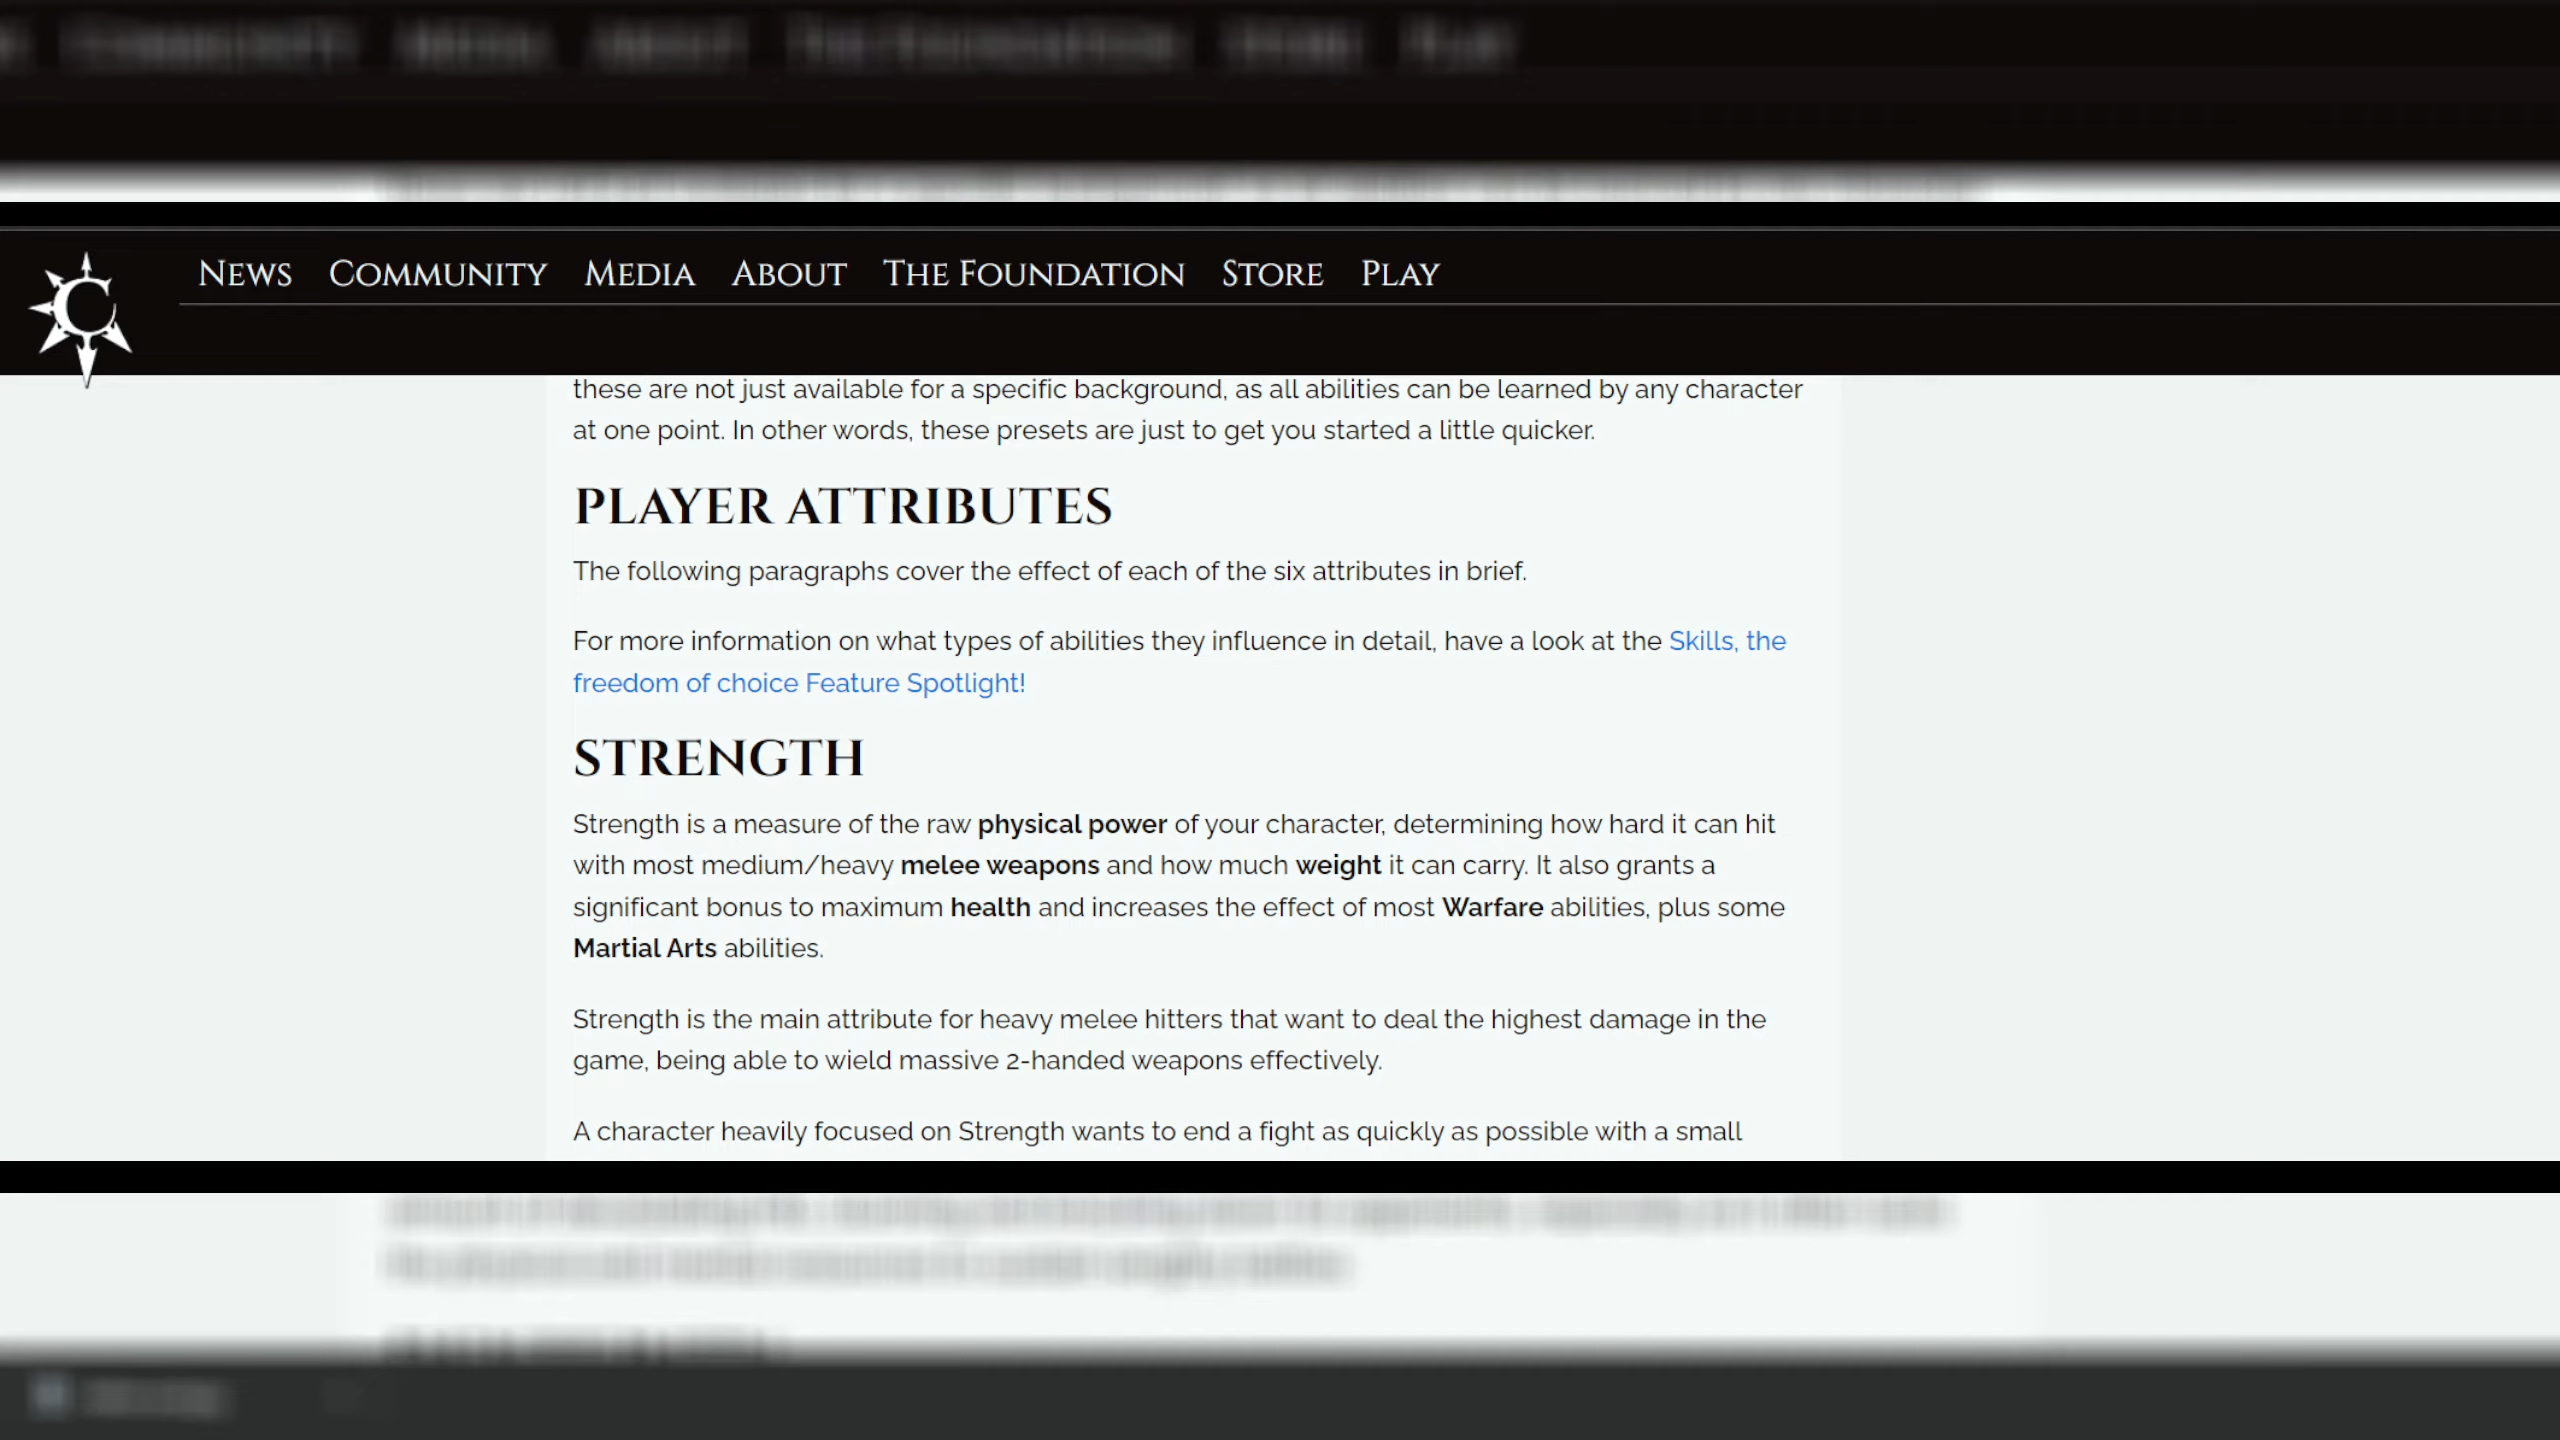 News Community Media About The Foundation Store Play
these are not just available for a specific background, as all abilities can be learned by any character
at one point. In other words, these presets are just to get you started a little quicker.
PLAYER ATTRIBUTES
The following paragraphs cover the effect of each of the six attributes in brief.
For more information on what types of abilities they influence in detail, have a look at the Skills, the
freedom of choice Feature Spotlight!
STRENGTH
Strength is a measure of the raw physical power of your character, determining how hard it can hit
with most medium/heavy melee weapons and how much weight it can carry. It also grants a
significant bonus to maximum health and increases the effect of most Warfare abilities, plus some
Martial Arts abilities.
Strength is the main attribute for heavy melee hitters that want to deal the highest damage in the
game, being able to wield massive 2-handed weapons effectively.
A character heavily focused on Strength wants to end a fight as quickly as possible with a small